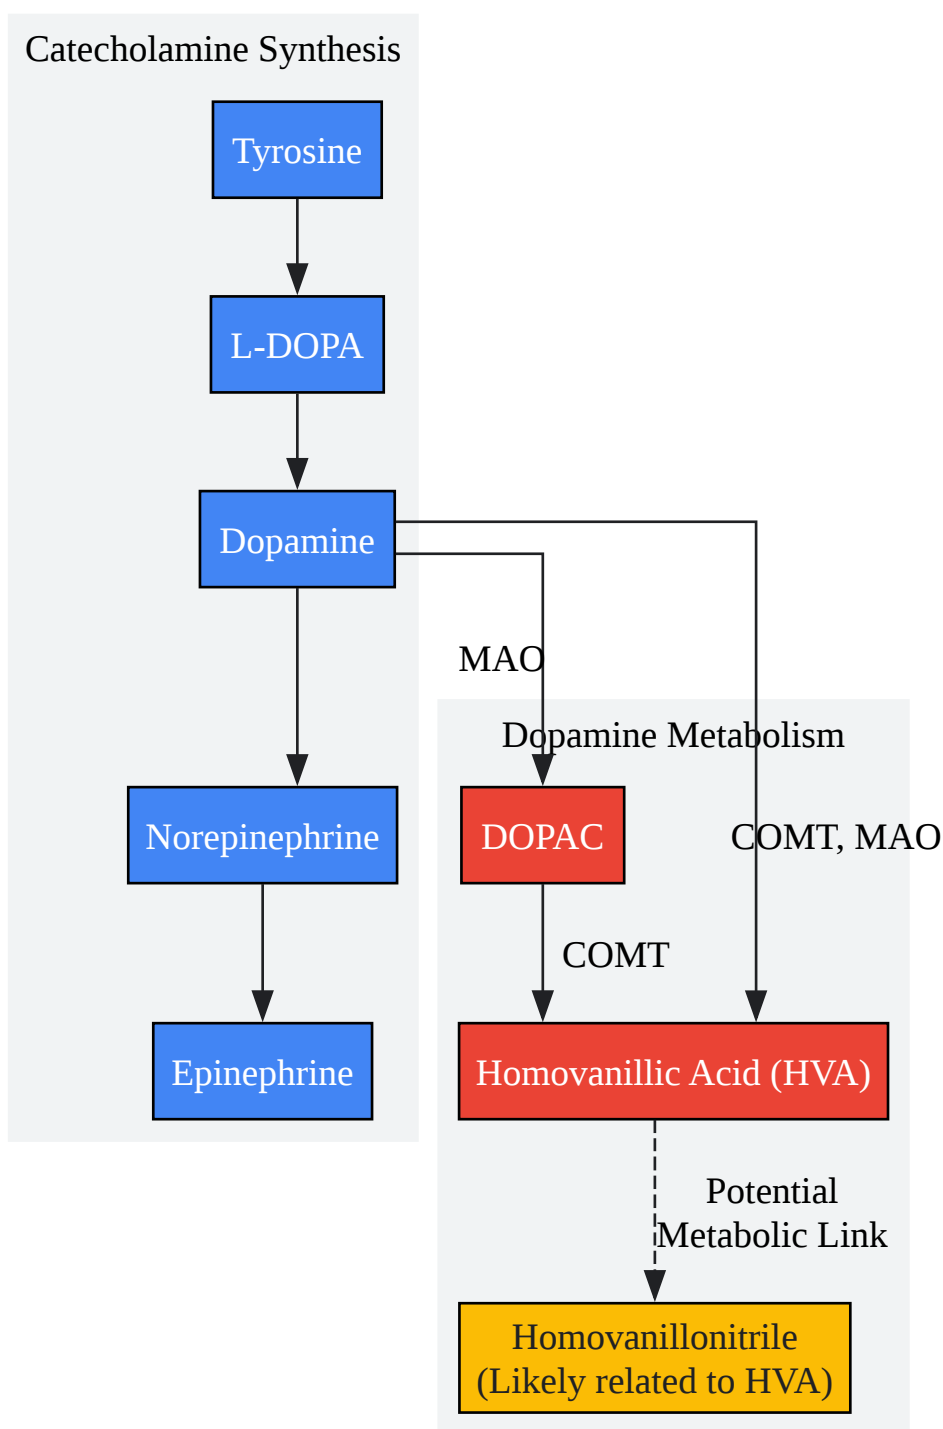 Catecholamine Synthesis
Tyrosine
L-DOPA
Dopamine
MAO
Dopamine Metabolism
Norepinephrine
DOPAC
COMT, MAO
COMT
Epinephrine
Homovanillic Acid (HVA)
Potential
Metabolic Link
Homovanillonitrile
(Likely related to HVA)